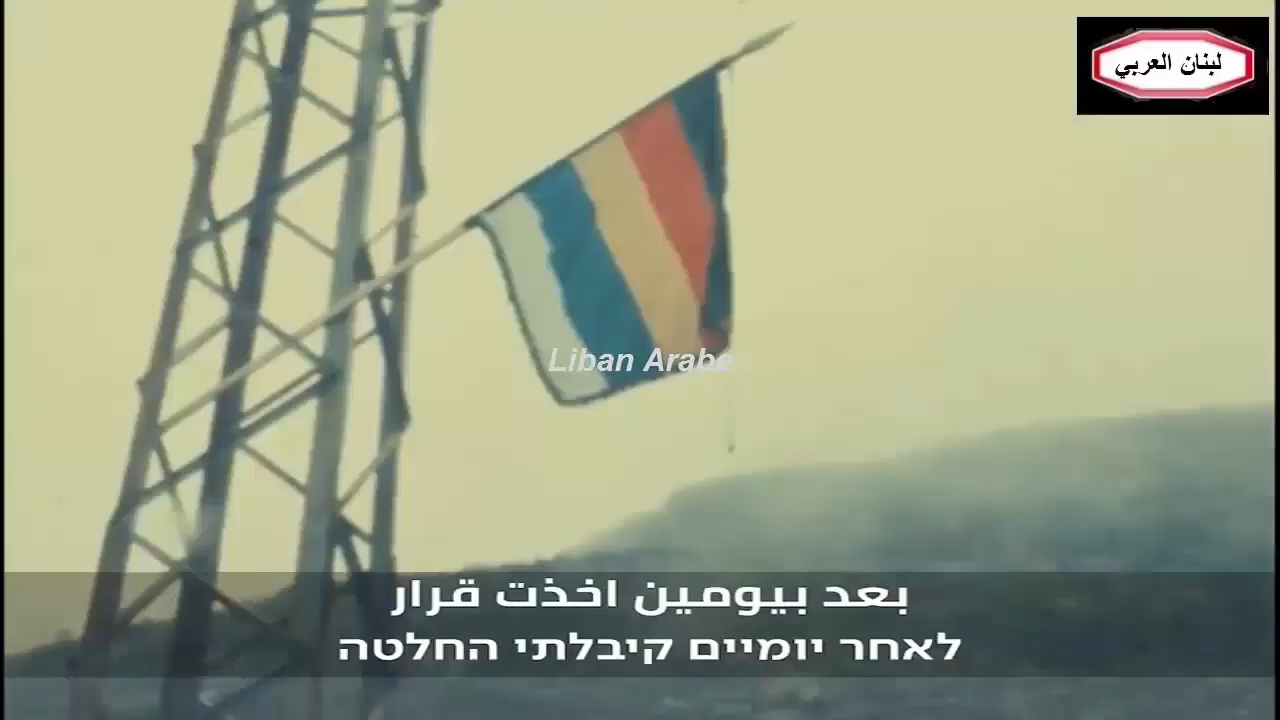 لبنان العربي
Liban Arabe
بعد بيومين اخذت قرار
לאחר יומיים קיבלתי החלטה